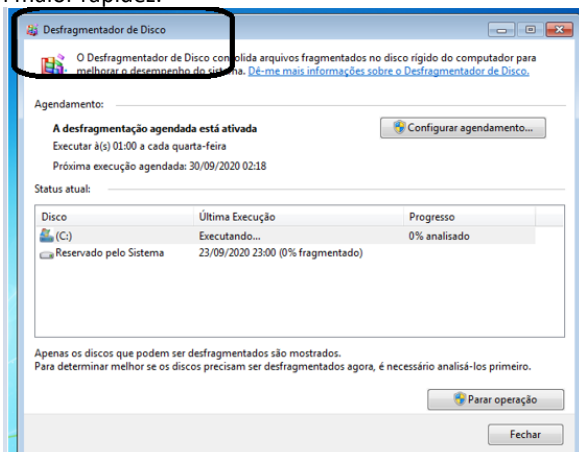 maior rapidez.
Desfragmentador de Disco
O Desfragmentador de Disco consolida arquivos fragmentados no disco rígido do computador para
melhorar o desempenho do sistema. Dê-me mais informações sobre o Desfragmentador de Disco.
Agendamento:
A desfragmentação agendada está ativada
Configurar agendamento...
Executar à(s) 01:00 a cada quarta-feira
Próxima execução agendada: 30/09/2020 02:18
Status atual:
Disco Última Execução Progresso
(C:) Executando... 0% analisado
Reservado pelo Sistema 23/09/2020 23:00 (0% fragmentado)
Apenas os discos que podem ser desfragmentados são mostrados.
Para determinar melhor se os discos precisam ser desfragmentados agora, é necessário analisá-los primeiro.
Parar operação
Fechar